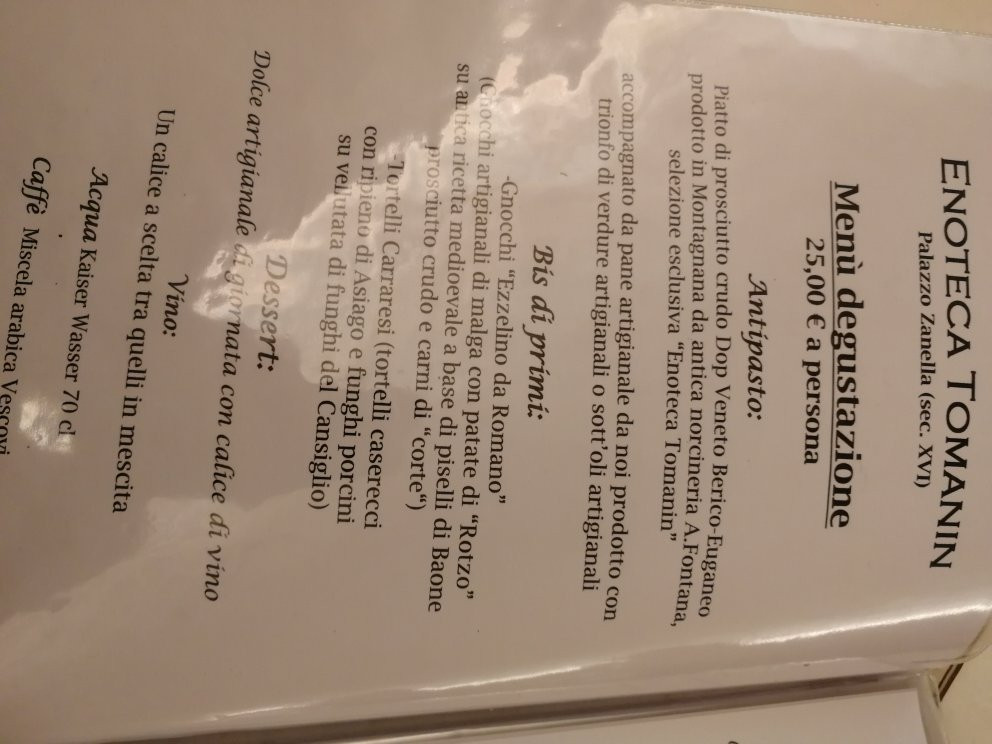 ENOTECA TOMANIN
Palazzo Zanella (sec. XVI)
Menù degustazione
25,00 € a persona
Antipasto:
Piatto di prosciutto crudo Dop Veneto Berico-Euganeo
prodotto in Montagnana da antica norcineria A.Fontana,
selezione esclusiva “Enoteca Tomanin”
accompagnato da pane artigianale da noi prodotto con
trionfo di verdure artigianali o sott'oli artigianali
Bis di primi:
-Gnocchi “Ezzelino da Romano”
(Gnocchi artigianali di malga con patate di “Rotzo”
su antica ricetta medioevale a base di piselli di Baone
prosciutto crudo e carni di “corte“)
-Tortelli Carraresi (tortelli caserecci
con ripieno di Asiago e funghi porcini
su vellutata di funghi del Cansiglio)
Dessert:
Dolce artigianale di giornata con calice di vino
Vino:
Un calice a scelta tra quelli in mescita
Acqua Kaiser Wasser 70 cl
Caffè Miscela arabica Vescovi